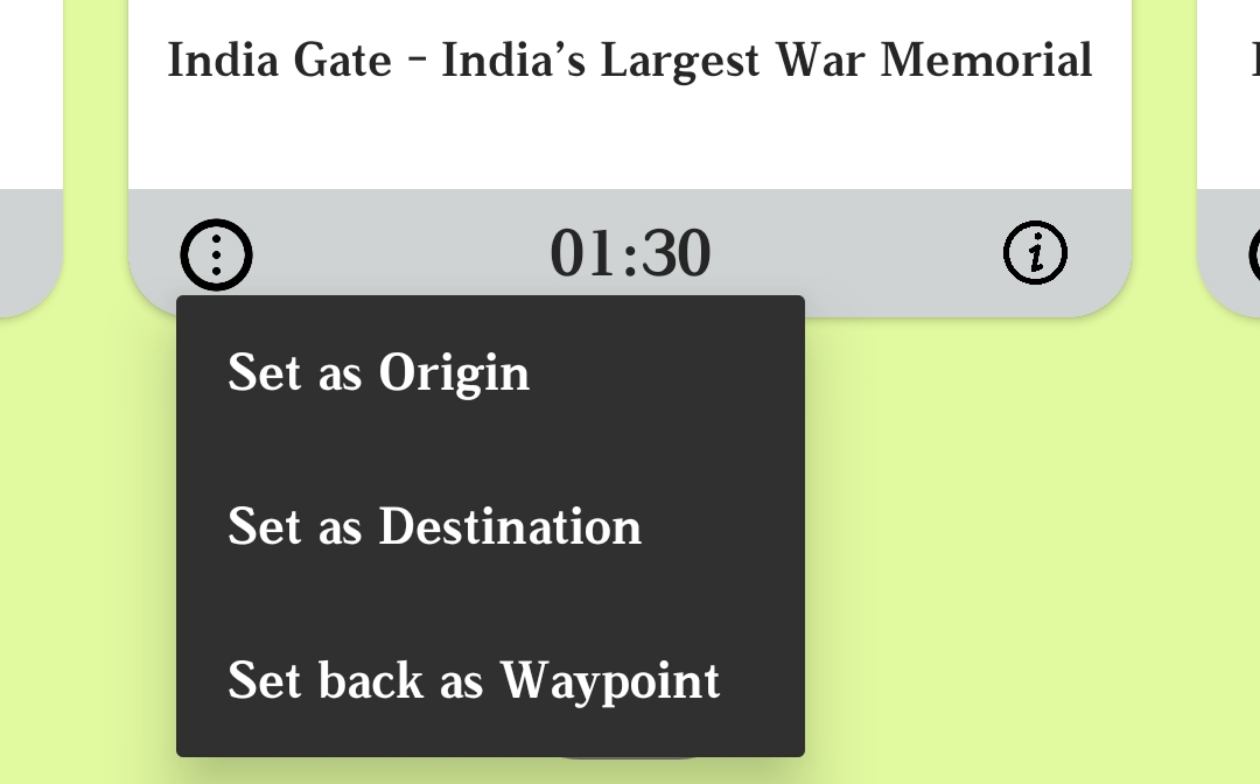 India Gate - India’s Largest War Memorial
01:30
i
Set as Origin
Set as Destination
Set back as Waypoint